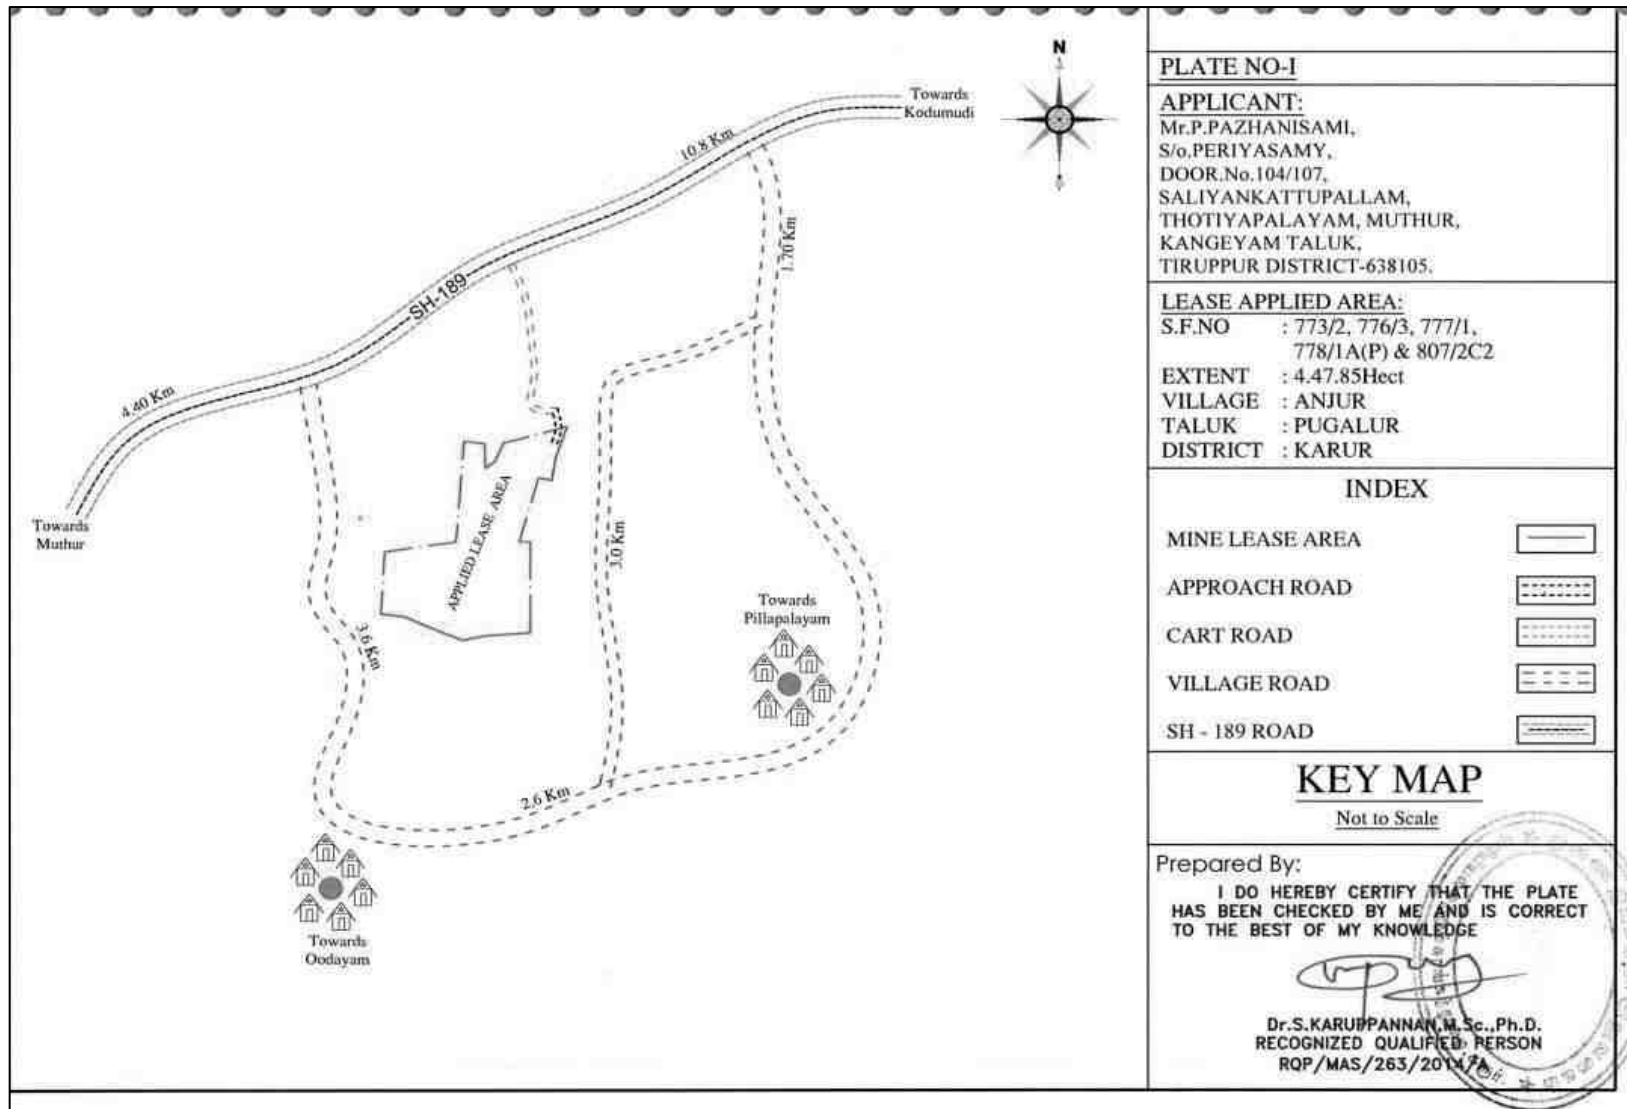 N
Towards
Kodumudi
10.8 Km
1.70 Km
SH-189
4.40 Km
Towards
Muthur
APPLIED LEASE AREA
3.0 Km
3.6 Km
Towards
Pillapalayam
2.6 Km
Towards
Oodayam
PLATE NO-I
APPLICANT:
Mr.P.PAZHANISAMI,
S/o.PERIYASAMY,
DOOR.No.104/107,
SALIYANKATTUPALLAM,
THOTIYAPALAYAM, MUTHUR,
KANGEYAM TALUK,
TIRUPPUR DISTRICT-638105.
LEASE APPLIED AREA:
S.F.NO : 773/2, 776/3, 777/1,
778/1A(P) & 807/2C2
EXTENT : 4.47.85Hect
VILLAGE : ANJUR
TALUK : PUGALUR
DISTRICT : KARUR
INDEX
MINE LEASE AREA
APPROACH ROAD
CART ROAD
VILLAGE ROAD
SH - 189 ROAD
KEY MAP
Not to Scale
Prepared By:
I DO HEREBY CERTIFY THAT THE PLATE
HAS BEEN CHECKED BY ME AND IS CORRECT
TO THE BEST OF MY KNOWLEDGE
Dr.S.KARUPPANNAN,M.Sc.,Ph.D.
RECOGNIZED QUALIFIED PERSON
RQP/MAS/263/2014/A